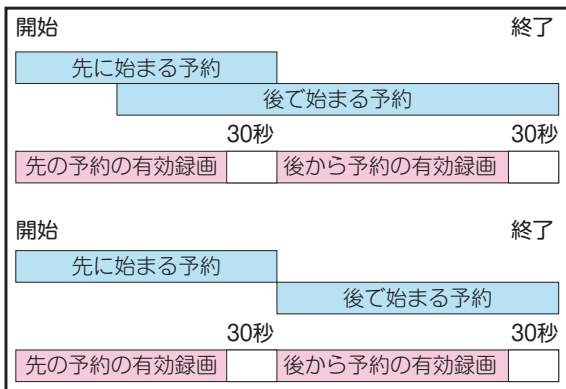 開始 終了
先に始まる予約
後で始まる予約
30秒 30秒
先の予約の有効録画 後から予約の有効録画
開始 終了
先に始まる予約
後で始まる予約
30秒 30秒
先の予約の有効録画 後から予約の有効録画